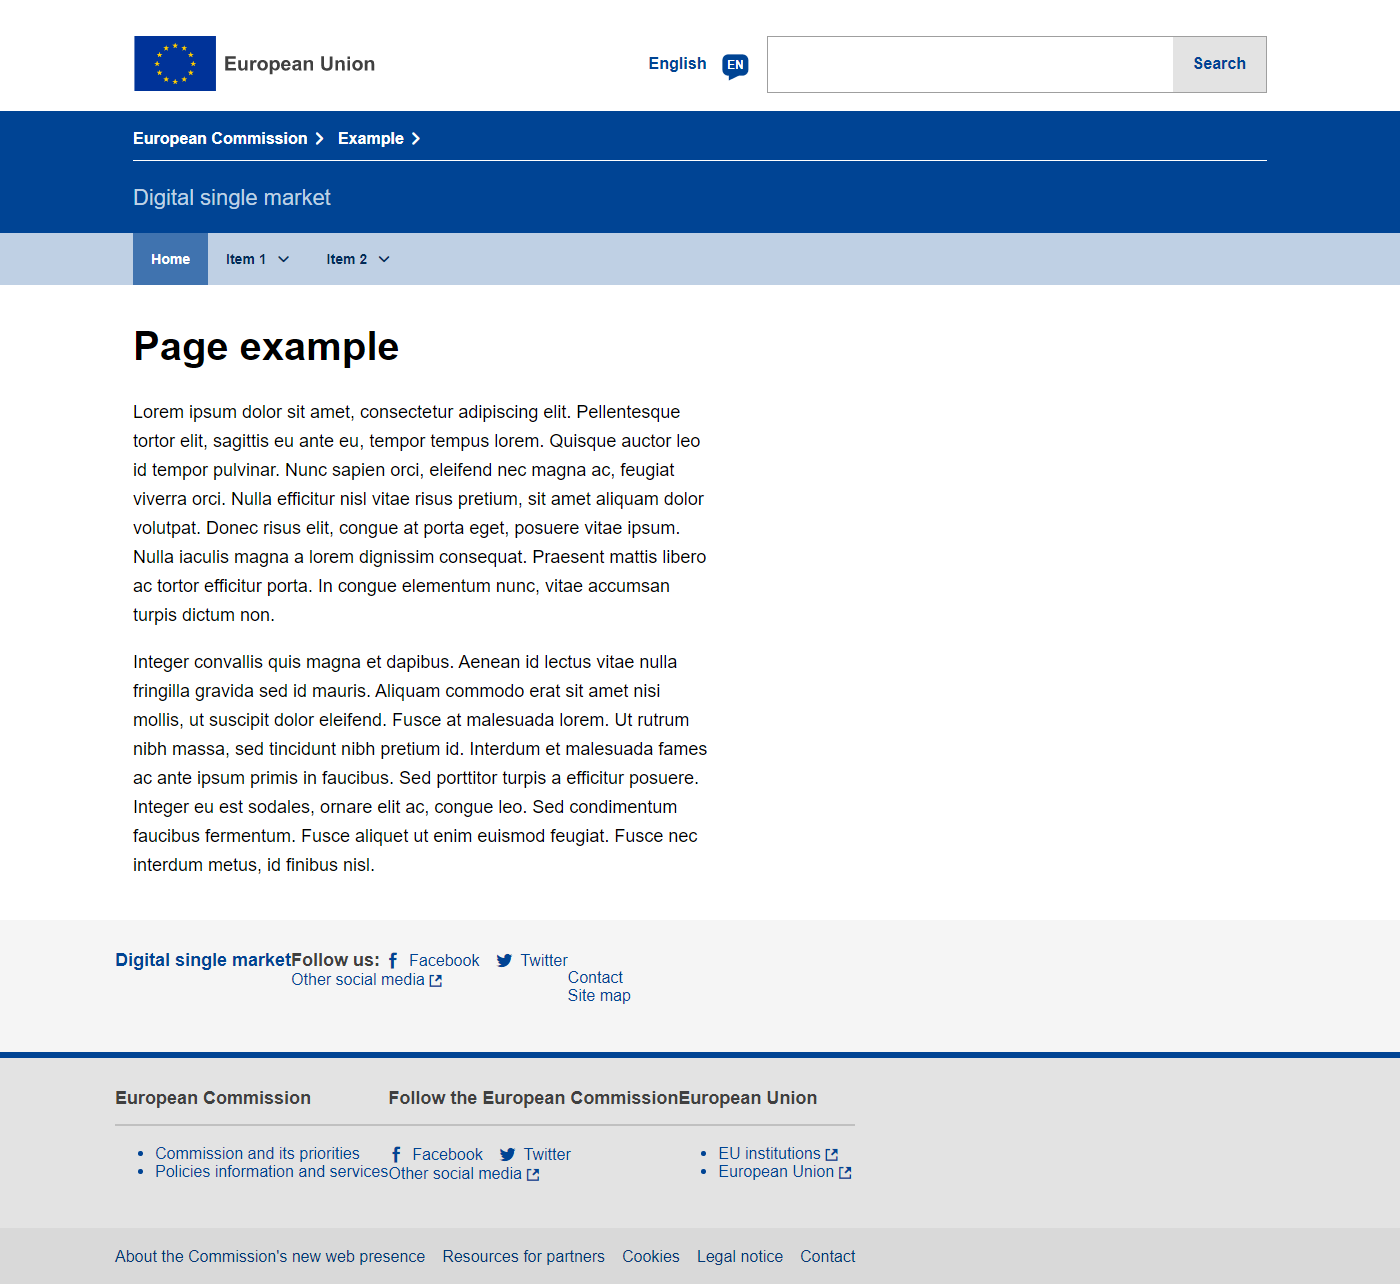 European Union
English EN Search
European Commission Example
Digital single market
Home Item 1 Item 2
Page example
Lorem ipsum dolor sit amet, consectetur adipiscing elit. Pellentesque
tortor elit, sagittis eu ante eu, tempor tempus lorem. Quisque auctor leo
id tempor pulvinar. Nunc sapien orci, eleifend nec magna ac, feugiat
viverra orci. Nulla efficitur nisl vitae risus pretium, sit amet aliquam dolor
volutpat. Donec risus elit, congue at porta eget, posuere vitae ipsum.
Nulla iaculis magna a lorem dignissim consequat. Praesent mattis libero
ac tortor efficitur porta. In congue elementum nunc, vitae accumsan
turpis dictum non.
Integer convallis quis magna et dapibus. Aenean id lectus vitae nulla
fringilla gravida sed id mauris. Aliquam commodo erat sit amet nisi
mollis, ut suscipit dolor eleifend. Fusce at malesuada lorem. Ut rutrum
nibh massa, sed tincidunt nibh pretium id. Interdum et malesuada fames
ac ante ipsum primis in faucibus. Sed porttitor turpis a efficitur posuere.
Integer eu est sodales, ornare elit ac, congue leo. Sed condimentum
faucibus fermentum. Fusce aliquet ut enim euismod feugiat. Fusce nec
interdum metus, id finibus nisl.
Digital single market
Follow us: Facebook Twitter
Other social media
Contact
Site map
European Commission
Commission and its priorities
Policies information and services
Follow the European Commission
Facebook Twitter
Other social media
European Union
EU institutions
European Union
About the Commission's new web presence Resources for partners Cookies Legal notice Contact